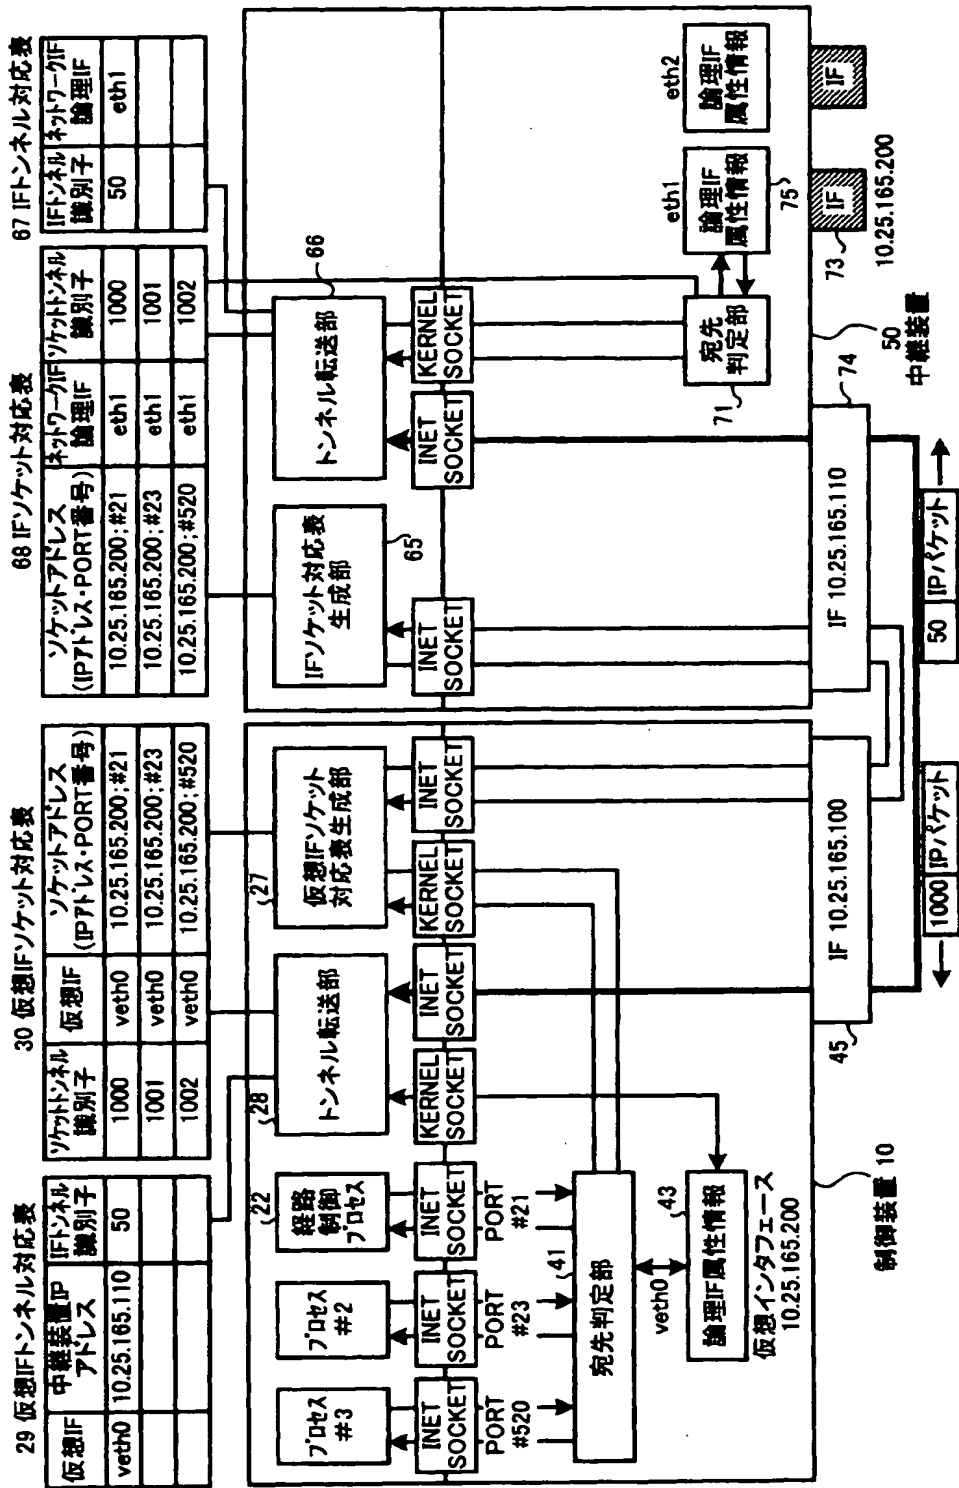 29 仮想IFトンネル対応表
仮想IF
中継装置IP
アドレス
IFトンネル
識別子
veth0
10.25.165.110
50
30 仮想IFソケット対応表
ソケットトンネル
識別子
仮想IF
ソケットアドレス
(IPアドレス・PORT番号)
1000
veth0
10.25.165.200;#21
1001
veth0
10.25.165.200;#23
1002
veth0
10.25.165.200;#520
68 IFソケット対応表
ソケットアドレス
(IPアドレス・PORT番号)
ネットワークIF
論理IF
ソケットトンネル
識別子
10.25.165.200;#21
eth1
1000
10.25.165.200;#23
eth1
1001
10.25.165.200;#520
eth1
1002
67 IFトンネル対応表
IFトンネル
識別子
ネットワークIF
論理IF
50
eth1
プロセス
#3
プロセス
#2
22
経路
制御
プロセス
28
トンネル転送部
27
仮想IFソケット
対応表生成部
IFソケット対応表
生成部
65
トンネル転送部
66
INET
SOCKET
INET
SOCKET
INET
SOCKET
KERNEL
SOCKET
INET
SOCKET
KERNEL
SOCKET
INET
SOCKET
INET
SOCKET
INET
SOCKET
KERNEL
SOCKET
PORT
#520
PORT
#23
PORT
#21
41
宛先判定部
veth0
43
論理IF属性情報
仮想インタフェース
10.25.165.200
71
宛先
判定部
eth1
論理IF
属性情報
75
eth2
論理IF
属性情報
制御装置 10
45
IF 10.25.165.100
IF 10.25.165.110
74
50
中継装置
73
IF
10.25.165.200
IF
1000
IPパケット
50
IPパケット